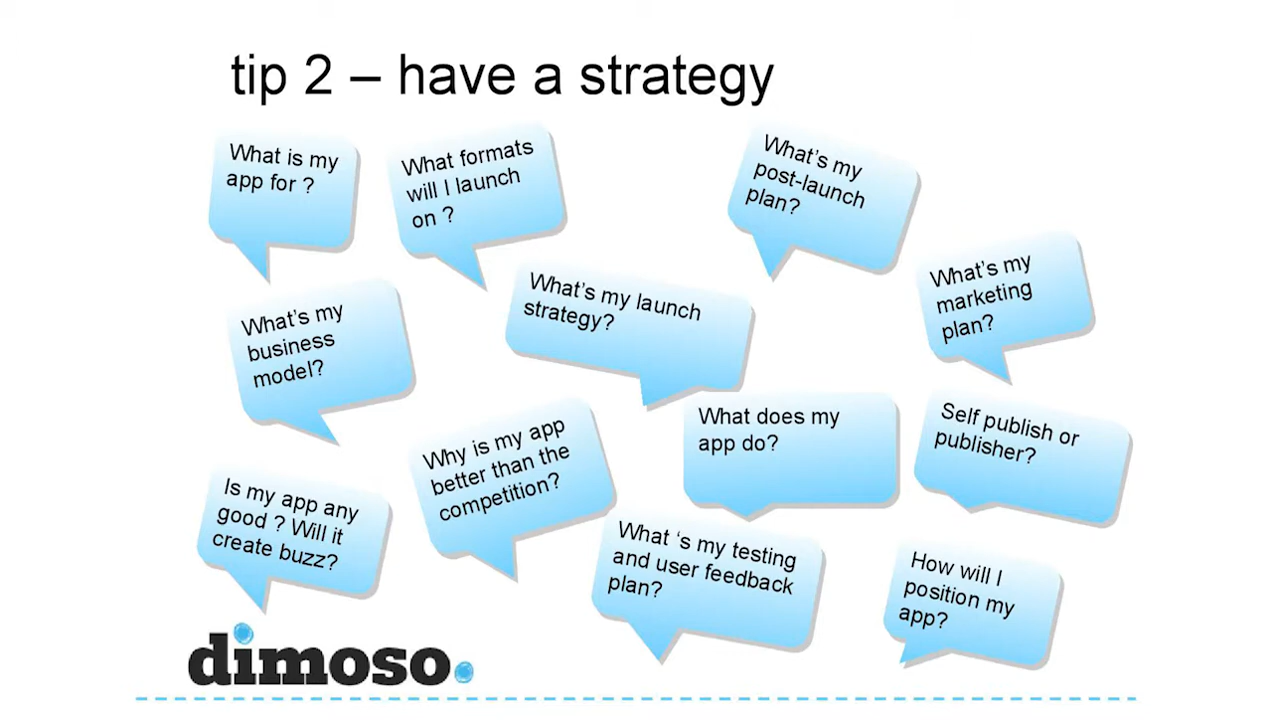 tip 2 – have a strategy
What is my
app for ?
What formats
will I launch
on ?
What's my
post-launch
plan?
What's my
marketing
plan?
What's my launch
strategy?
What's my
business
model?
What does my
app do?
Self publish or
publisher?
Why is my app
better than the
competition?
Is my app any
good ? Will it
create buzz?
What ‘s my testing
and user feedback
plan?
How will I
position my
app?
dimoso.